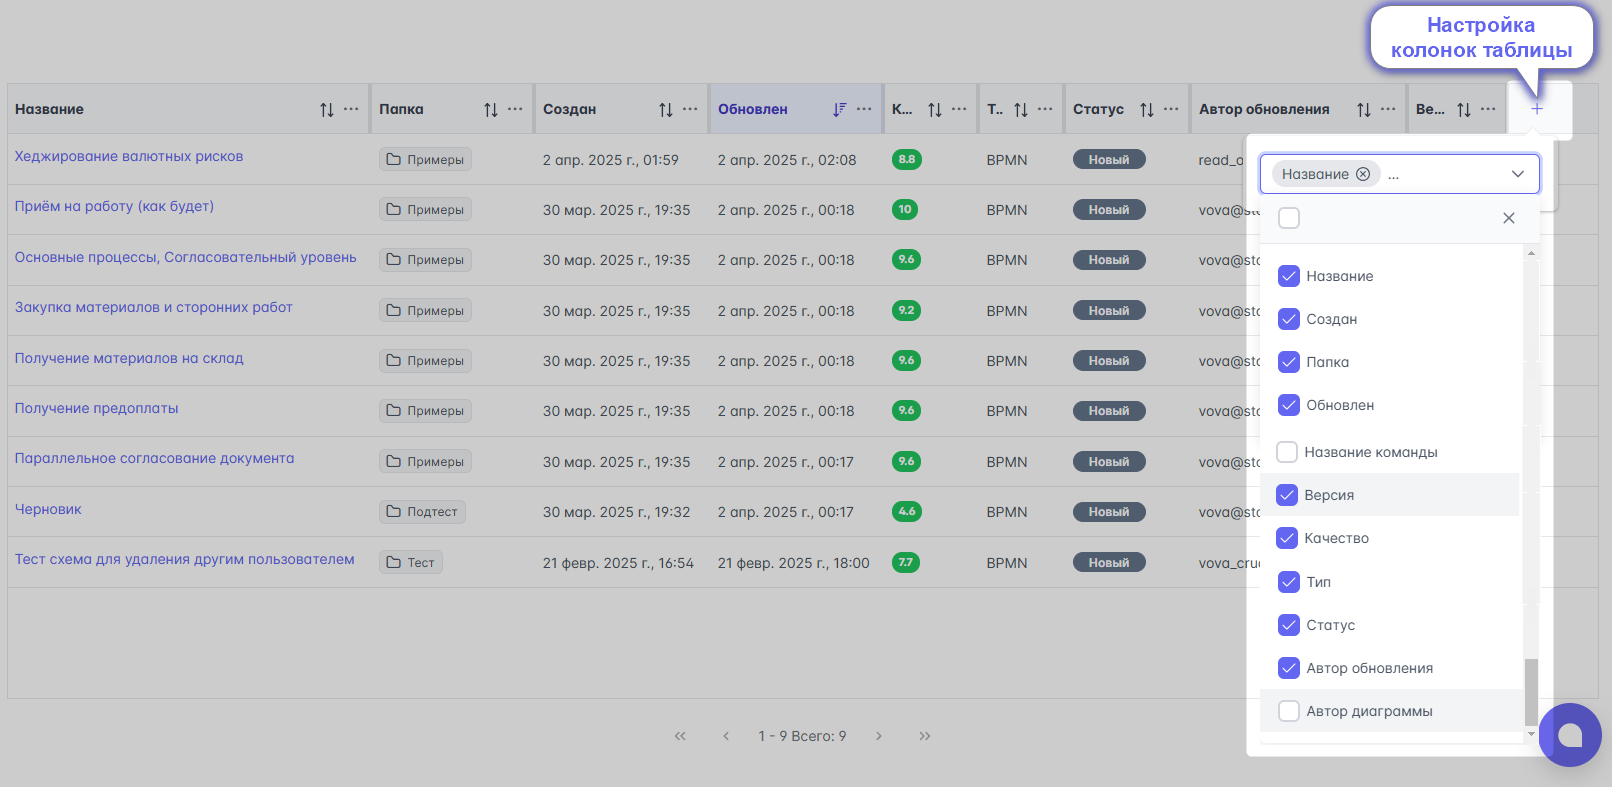 Настройка
колонок таблицы
Название Папка Создан Обновлен К... Т.. Статус Автор обновления Ве...
Хеджирование валютных рисков Примеры 2 апр. 2025 г., 01:59 2 апр. 2025 г., 02:08 8.8 BPMN Новый read_o
Приём на работу (как будет) Примеры 30 мар. 2025 г., 19:35 2 апр. 2025 г., 00:18 10 BPMN Новый vova@sto
Основные процессы, Согласовательный уровень Примеры 30 мар. 2025 г., 19:35 2 апр. 2025 г., 00:18 9.6 BPMN Новый vova@sto
Закупка материалов и сторонних работ Примеры 30 мар. 2025 г., 19:35 2 апр. 2025 г., 00:18 9.2 BPMN Новый vova@sto
Получение материалов на склад Примеры 30 мар. 2025 г., 19:35 2 апр. 2025 г., 00:18 9.6 BPMN Новый vova@sto
Получение предоплаты Примеры 30 мар. 2025 г., 19:35 2 апр. 2025 г., 00:18 9.6 BPMN Новый vova@sto
Параллельное согласование документа Примеры 30 мар. 2025 г., 19:35 2 апр. 2025 г., 00:17 9.6 BPMN Новый vova@sto
Черновик Подтест 30 мар. 2025 г., 19:32 2 апр. 2025 г., 00:17 4.6 BPMN Новый vova@sto
Тест схема для удаления другим пользователем Тест 21 февр. 2025 г., 16:54 21 февр. 2025 г., 18:00 7.7 BPMN Новый vova_cru
Название ...
Название
Создан
Папка
Обновлен
Название команды
Версия
Качество
Тип
Статус
Автор обновления
Автор диаграммы
1 - 9 Всего: 9